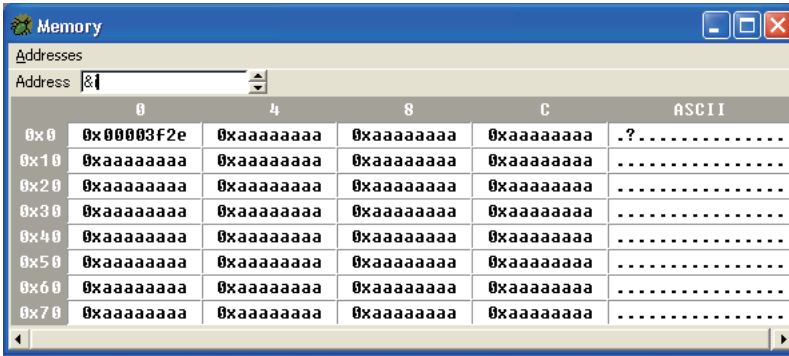 Memory
Addresses
Address &i
0 4 8 C ASCII
0x0 0x00003f2e 0xaaaaaaaa 0xaaaaaaaa 0xaaaaaaaa .?..............
0x10 0xaaaaaaaa 0xaaaaaaaa 0xaaaaaaaa 0xaaaaaaaa ................
0x20 0xaaaaaaaa 0xaaaaaaaa 0xaaaaaaaa 0xaaaaaaaa ................
0x30 0xaaaaaaaa 0xaaaaaaaa 0xaaaaaaaa 0xaaaaaaaa ................
0x40 0xaaaaaaaa 0xaaaaaaaa 0xaaaaaaaa 0xaaaaaaaa ................
0x50 0xaaaaaaaa 0xaaaaaaaa 0xaaaaaaaa 0xaaaaaaaa ................
0x60 0xaaaaaaaa 0xaaaaaaaa 0xaaaaaaaa 0xaaaaaaaa ................
0x70 0xaaaaaaaa 0xaaaaaaaa 0xaaaaaaaa 0xaaaaaaaa ................